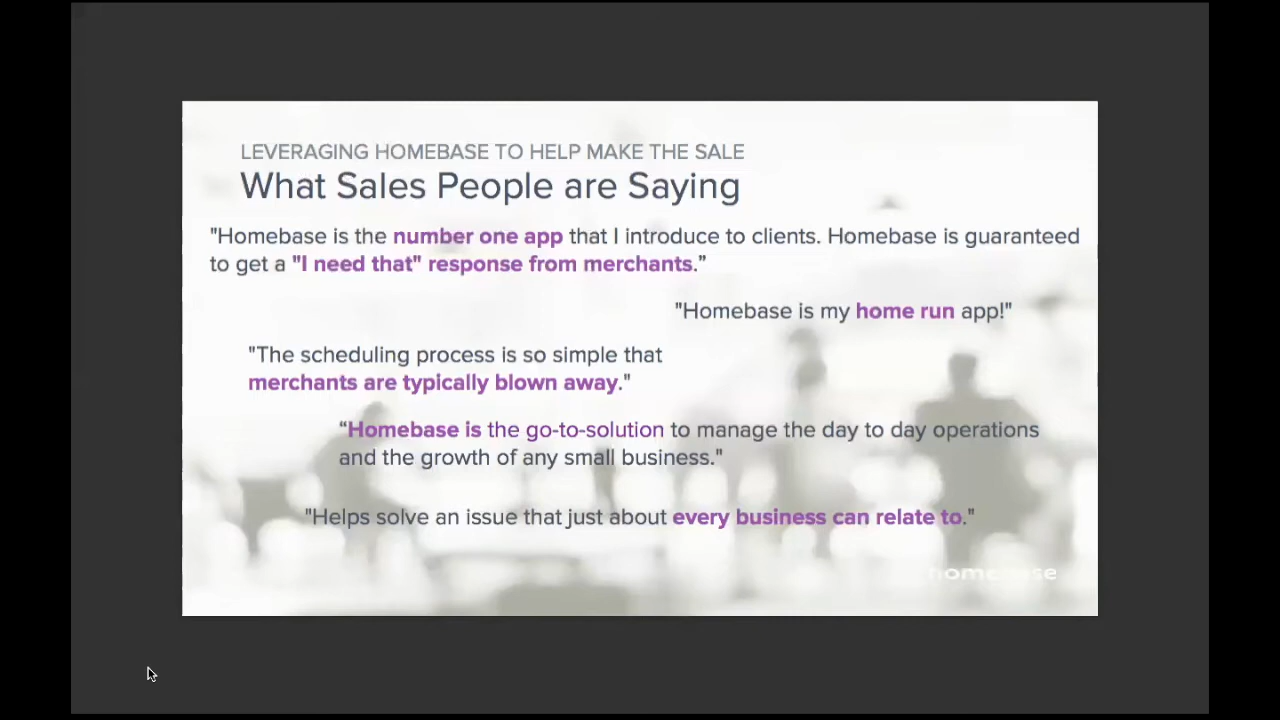 LEVERAGING HOMEBASE TO HELP MAKE THE SALE
What Sales People are Saying
"Homebase is the number one app that I introduce to clients. Homebase is guaranteed
to get a "I need that" response from merchants.”
"Homebase is my home run app!"
"The scheduling process is so simple that
merchants are typically blown away."
“Homebase is the go-to-solution to manage the day to day operations
and the growth of any small business."
"Helps solve an issue that just about every business can relate to."
homebase